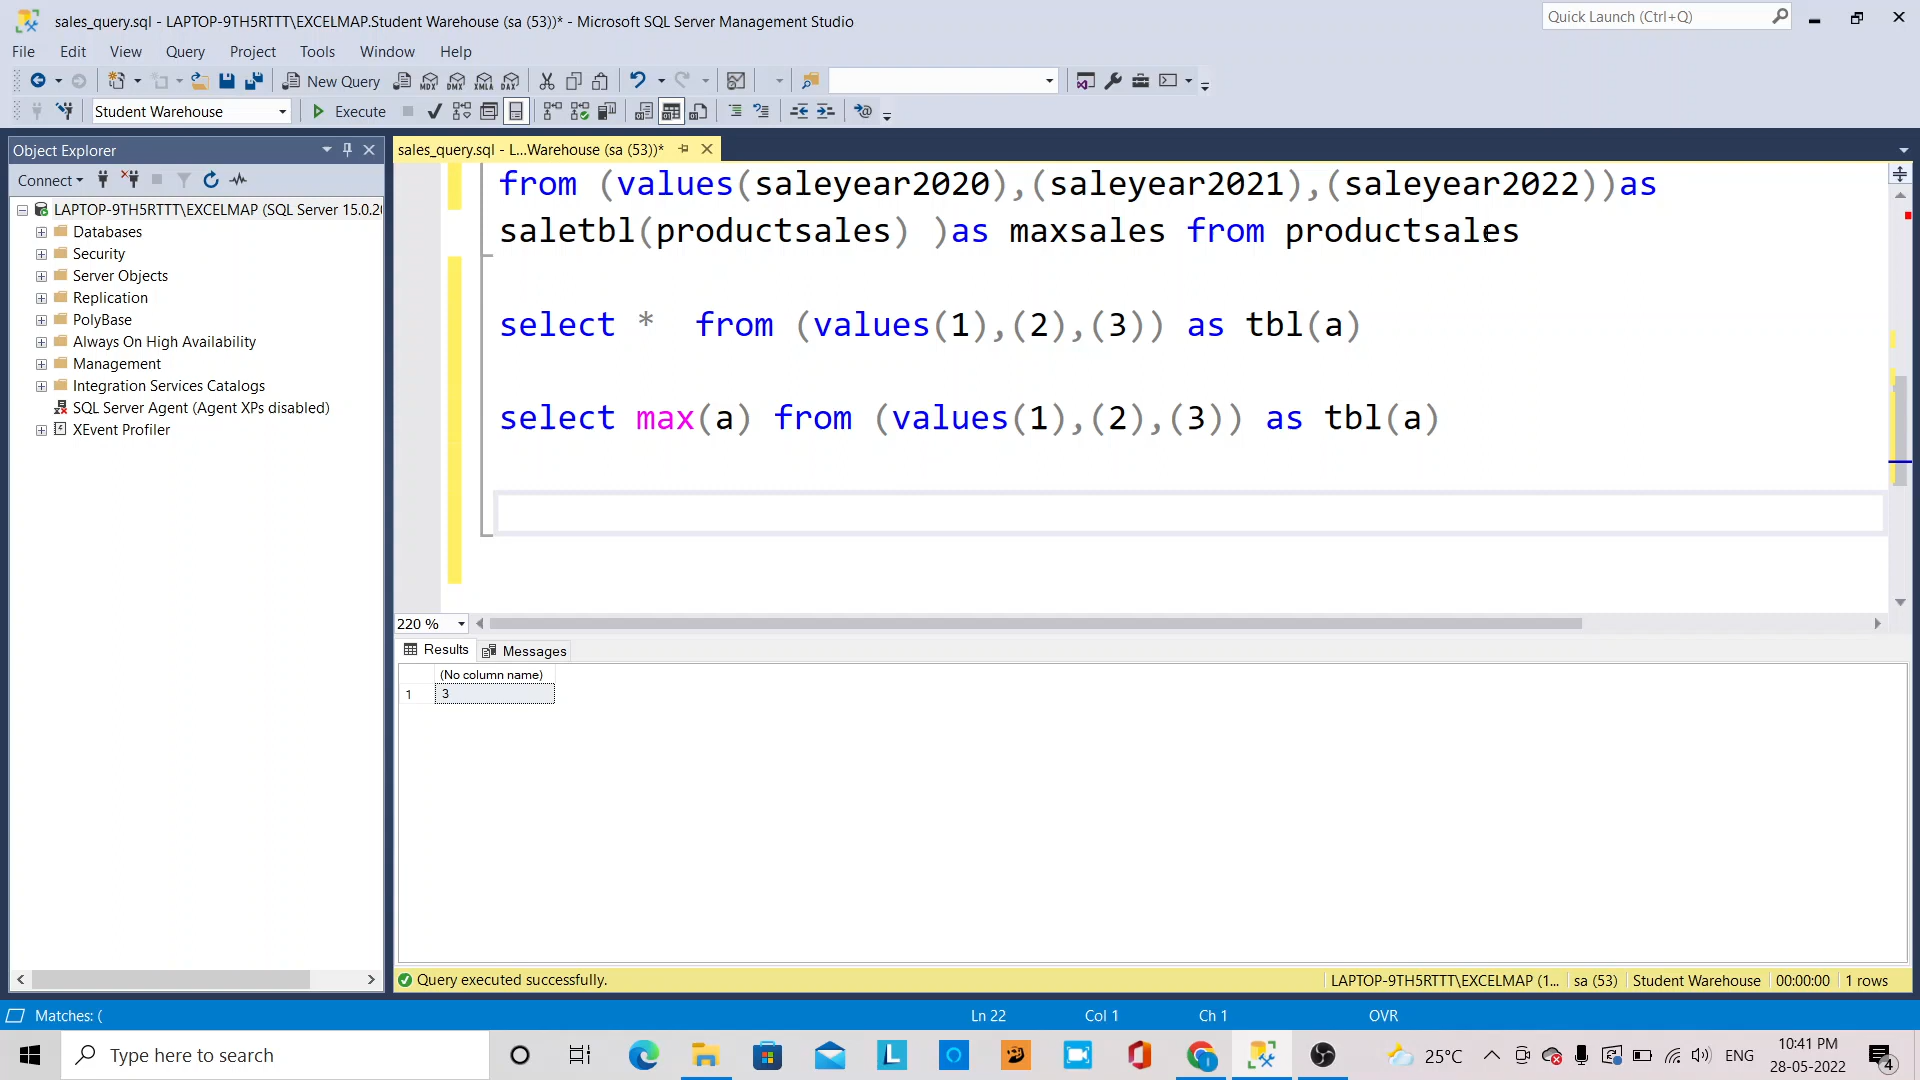 sales_query.sql - LAPTOP-9TH5RTTT\EXCELMAP.Student Warehouse (sa (53))* - Microsoft SQL Server Management Studio
Quick Launch (Ctrl+Q)
File Edit View Query Project Tools Window Help
New Query
Student Warehouse
Execute
Object Explorer
sales_query.sql - L...Warehouse (sa (53))*
Connect
LAPTOP-9TH5RTTT\EXCELMAP (SQL Server 15.0.20
Databases
Security
Server Objects
Replication
PolyBase
Always On High Availability
Management
Integration Services Catalogs
SQL Server Agent (Agent XPs disabled)
XEvent Profiler
from (values(saleyear2020),(saleyear2021),(saleyear2022))as
saletbl(productsales) )as maxsales from productsales
select *  from (values(1),(2),(3)) as tbl(a)
select max(a) from (values(1),(2),(3)) as tbl(a)
220 %
Results Messages
(No column name)
1 3
Query executed successfully.
LAPTOP-9TH5RTTT\EXCELMAP (1... sa (53) Student Warehouse 00:00:00 1 rows
Matches: (
Ln 22 Col 1 Ch 1 OVR
Type here to search
25°C
ENG
10:41 PM
28-05-2022
4